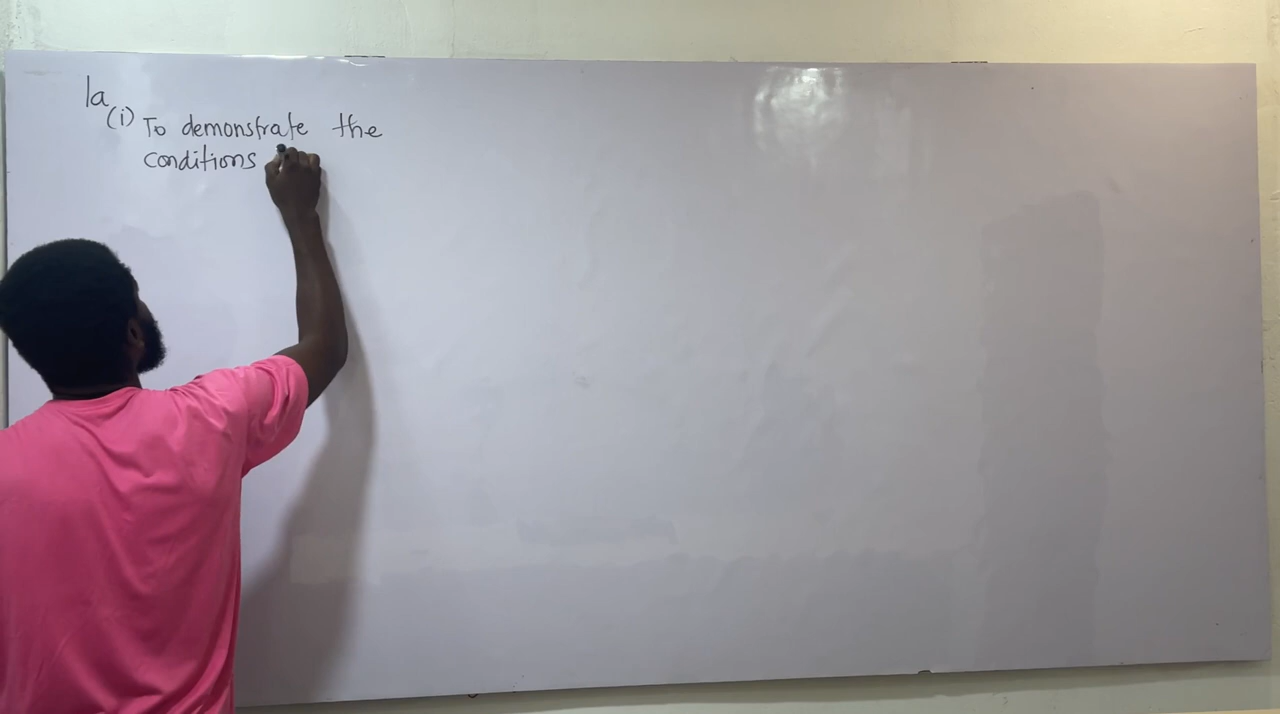 1a
(i) To demonstrate the
conditions